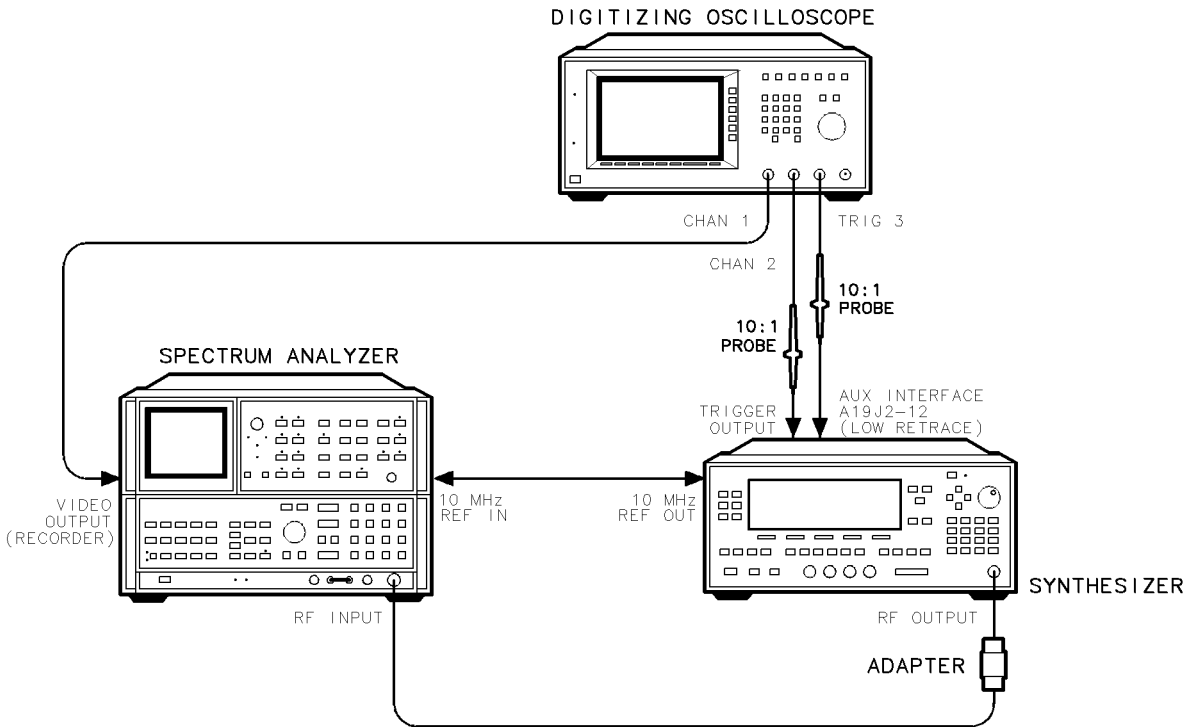 DIGITIZING OSCILLOSCOPE
CHAN 1
TRIG 3
CHAN 2
10:1
PROBE
10:1
PROBE
SPECTRUM ANALYZER
TRIGGER
OUTPUT
AUX INTERFACE
A19J2-12
(LOW RETRACE)
VIDEO
OUTPUT
(RECORDER)
10 MHz
REF IN
10 MHz
REF OUT
SYNTHESIZER
RF INPUT
RF OUTPUT
ADAPTER